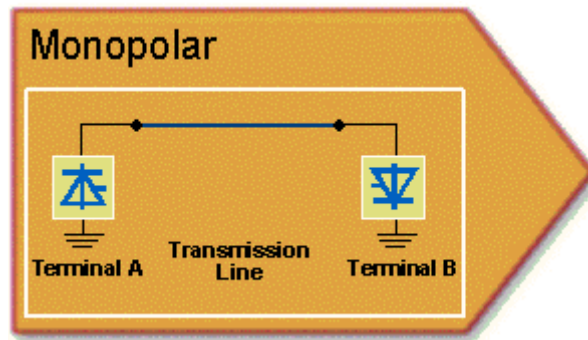 Monopolar
Terminal A
Transmission
Line
Terminal B